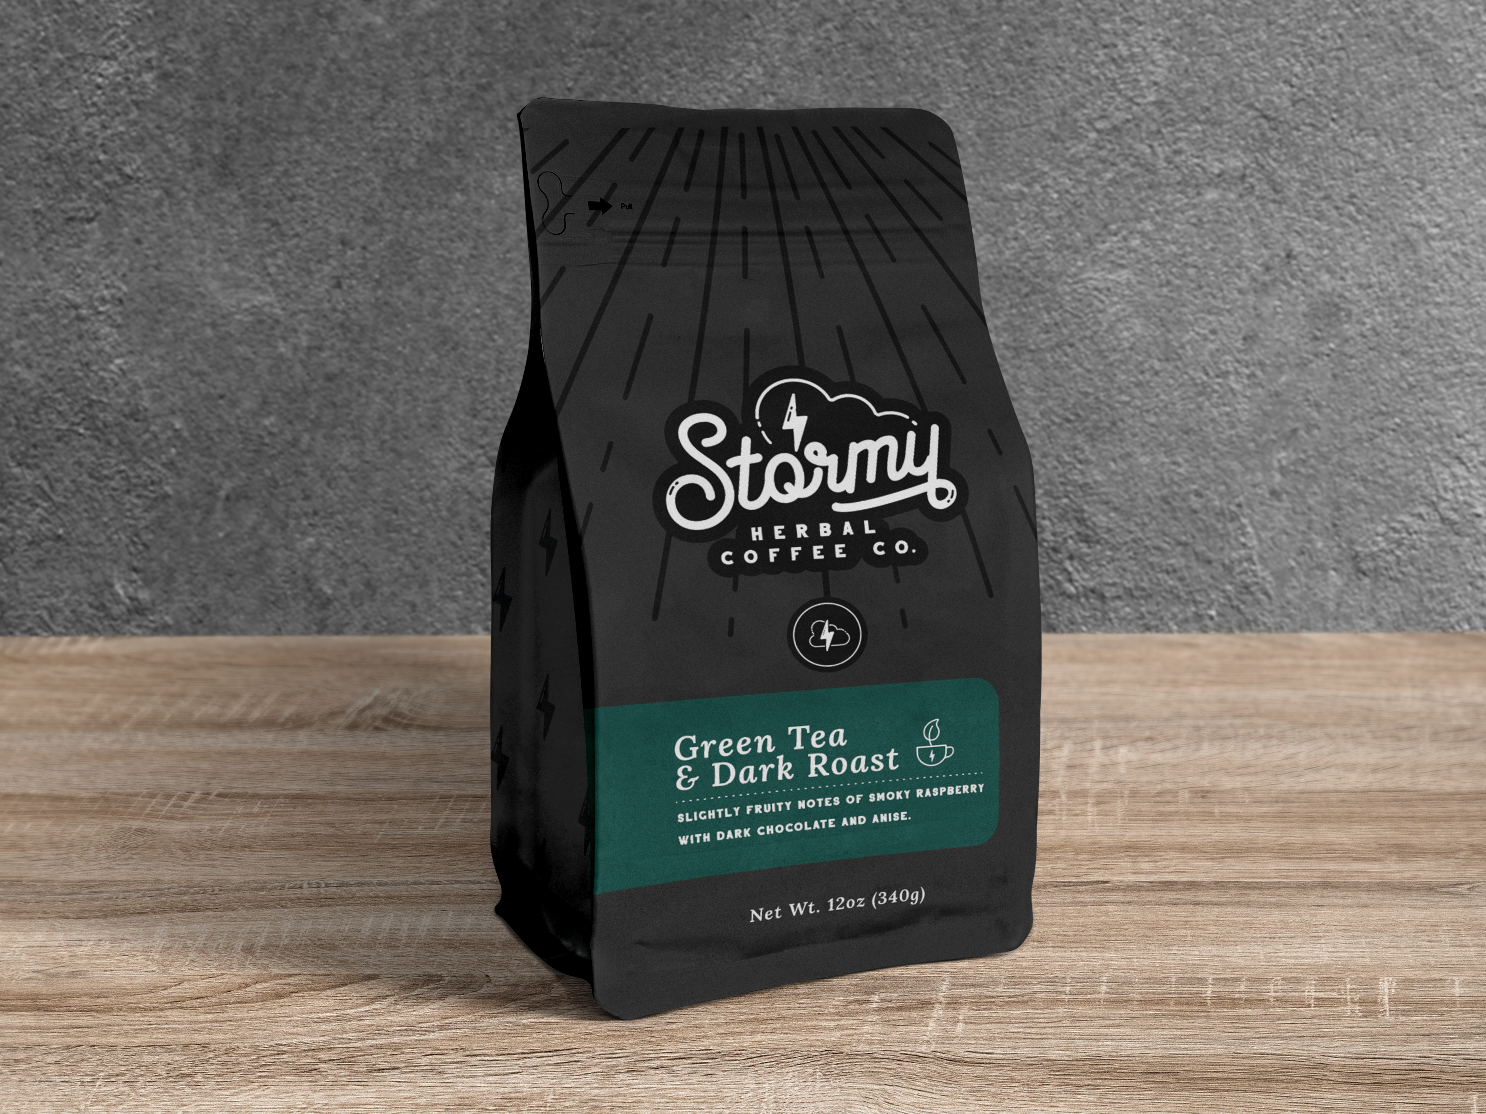 Pull
Stormy
HERBAL
COFFEE CO.
Green Tea
& Dark Roast
SLIGHTLY FRUITY NOTES OF SMOKY RASPBERRY
WITH DARK CHOCOLATE AND ANISE.
Net Wt. 12oz (340g)